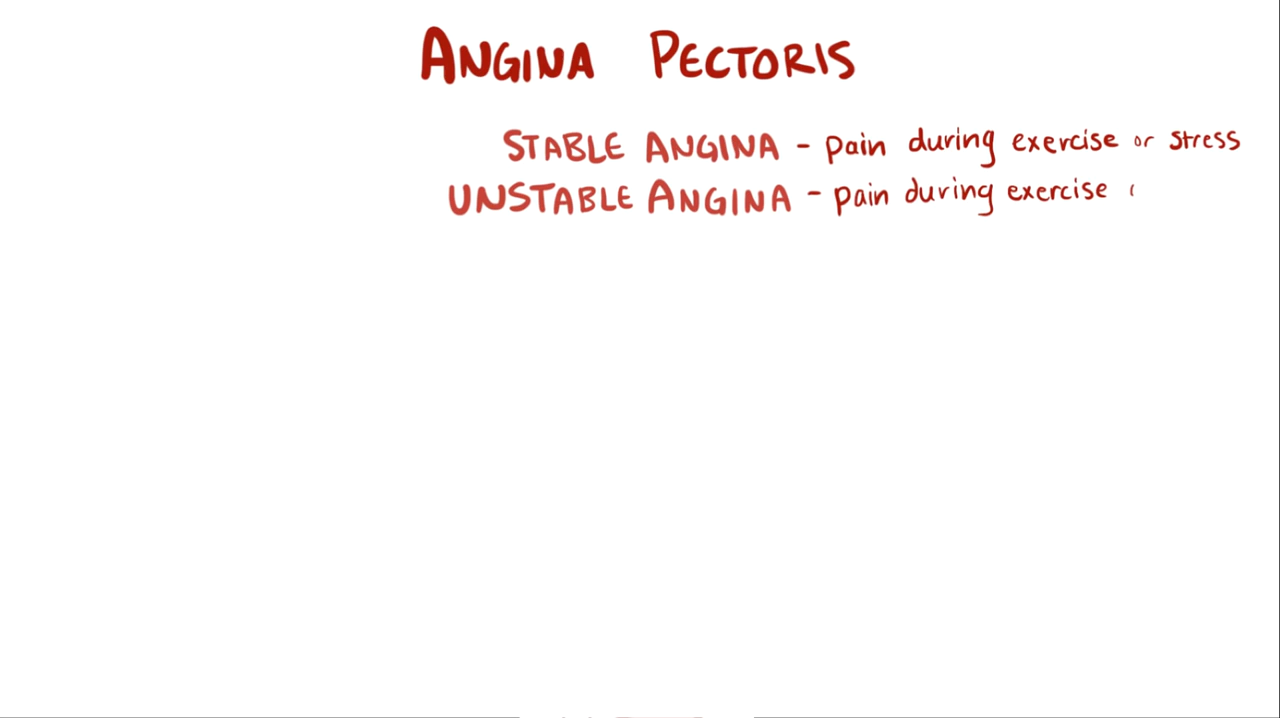 ANGINA PECTORIS
STABLE ANGINA - pain during exercise or stress
UNSTABLE ANGINA - pain during exercise